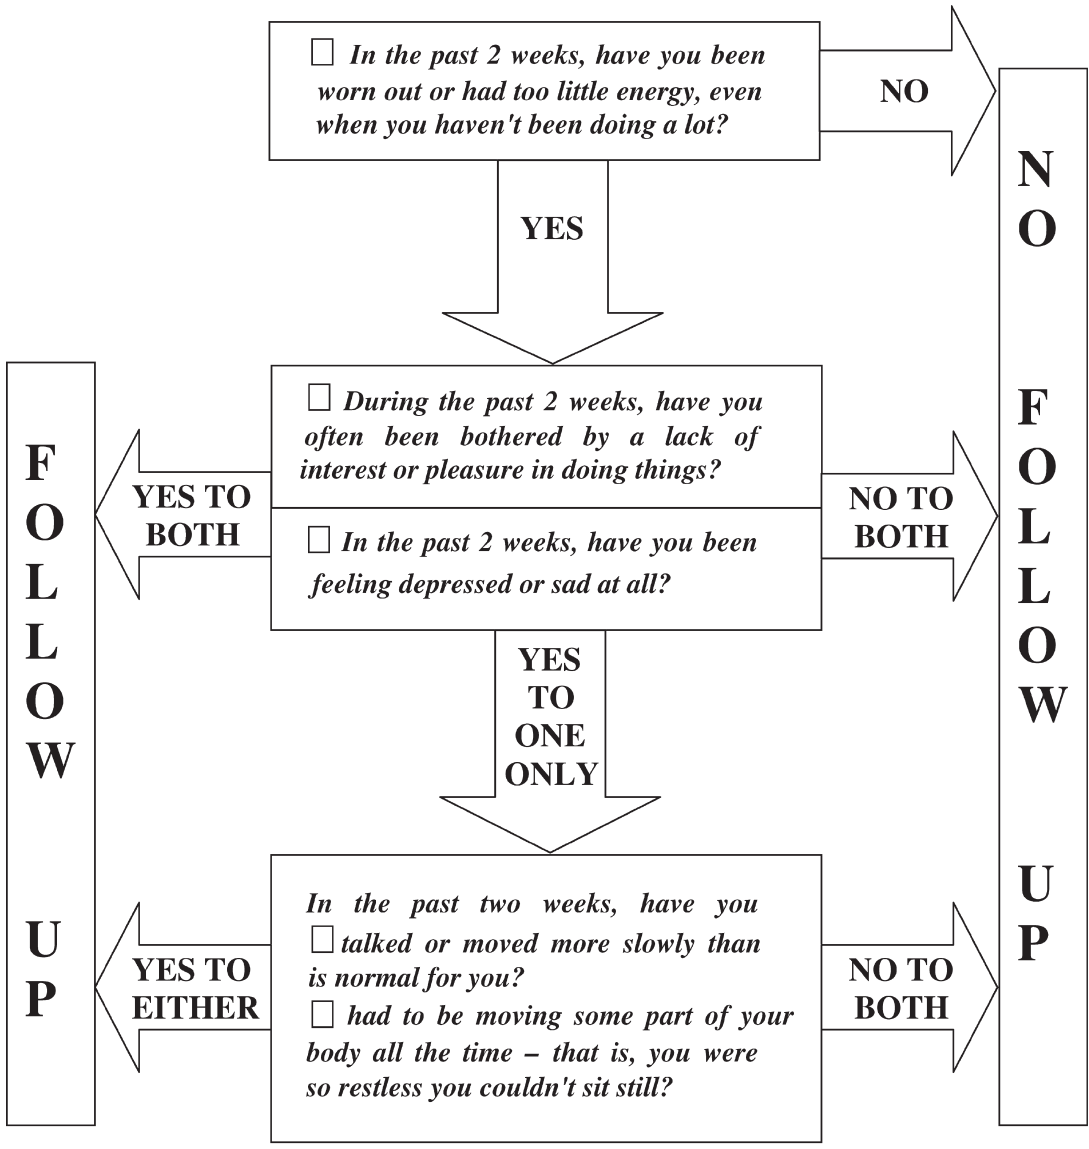 ☐ In the past 2 weeks, have you been
worn out or had too little energy, even
when you haven't been doing a lot?
NO
YES
☐ During the past 2 weeks, have you
often been bothered by a lack of
interest or pleasure in doing things?
☐ In the past 2 weeks, have you been
feeling depressed or sad at all?
YES TO
BOTH
NO TO
BOTH
YES
TO
ONE
ONLY
In the past two weeks, have you
☐ talked or moved more slowly than
is normal for you?
☐ had to be moving some part of your
body all the time – that is, you were
so restless you couldn't sit still?
YES TO
EITHER
NO TO
BOTH
F
O
L
L
O
W
U
P
N
O
F
O
L
L
O
W
U
P